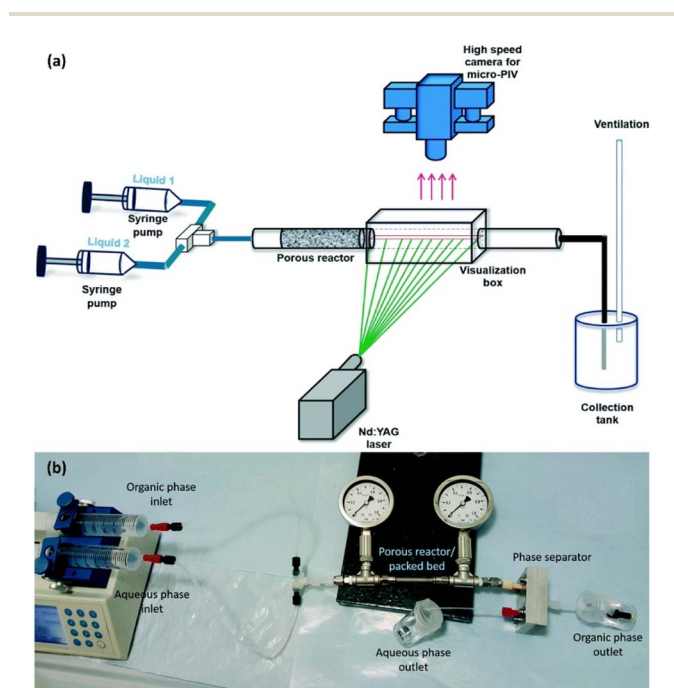 (a)
High speed
camera for
micro-PIV
Ventilation
Liquid 1
Syringe
pump
Liquid 2
Syringe
pump
Porous reactor
Visualization
box
Nd:YAG
laser
Collection
tank
(b)
Organic phase
inlet
Aqueous phase
inlet
Porous reactor/
packed bed
Phase separator
Aqueous phase
outlet
Organic phase
outlet